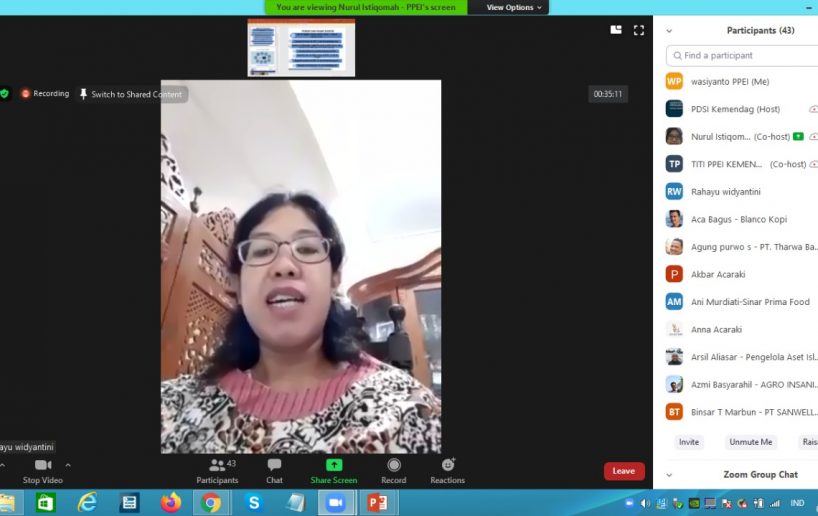 You are viewing Nurul Istiqomah - PPEI's screen
View Options
Recording
Switch to Shared Content
00:35:11
ayu widyantini
Stop Video
Participants
43
Chat
Share Screen
Record
Reactions
Leave
Participants (43)
Find a participant
WP wasiyanto PPEI (Me)
PDSI Kemendag (Host)
Nurul Istiqom... (Co-host)
TP TITI PPEI KEMEN... (Co-host)
RW Rahayu widyantini
Aca Bagus - Blanco Kopi
Agung purwo s - PT. Tharwa Ba...
P Akbar Acaraki
AM Ani Murdiati-Sinar Prima Food
Anna Acaraki
Arsil Aliasar - Pengelola Aset Isl...
Azmi Basyarahil - AGRO INSANI...
BT Binsar T Marbun - PT SANWELL...
Invite
Unmute Me
Rais
Zoom Group Chat
IND